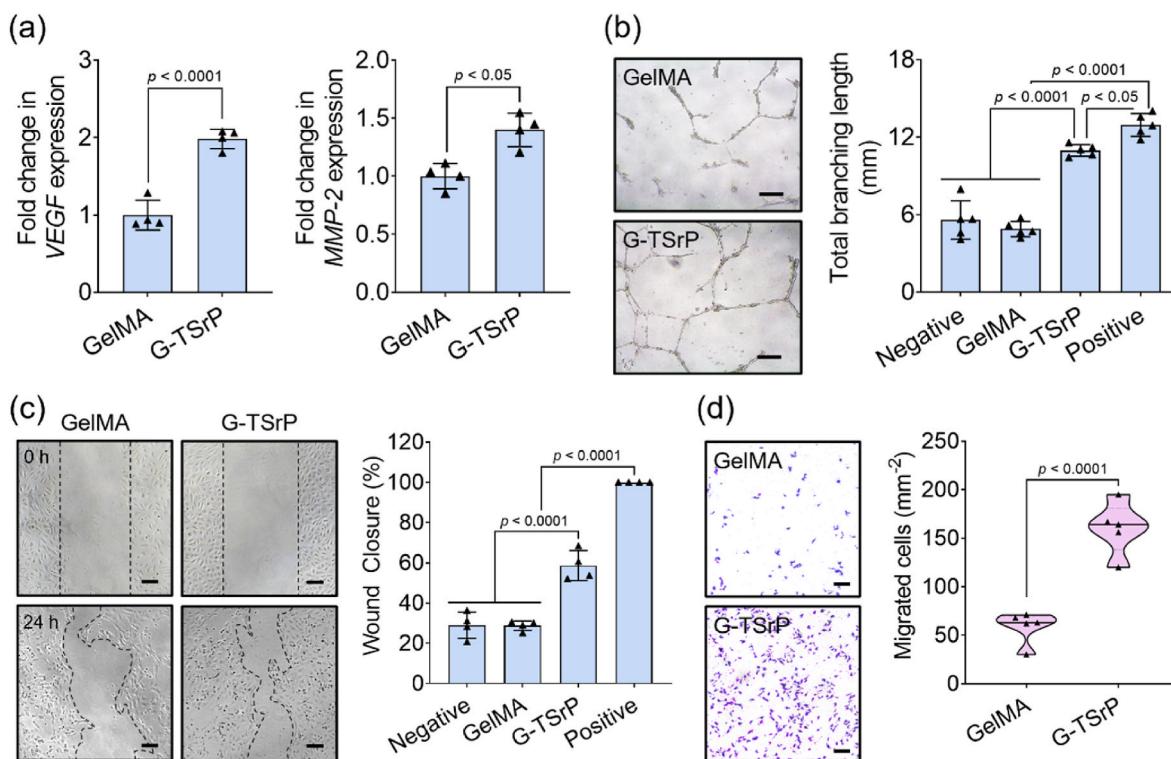 (a)
Fold change in
VEGF expression
3
2
1
0
p < 0.0001
GelMA
G-TSrP
Fold change in
MMP-2 expression
2.0
1.5
1.0
0.0
p < 0.05
GelMA
G-TSrP
(b)
GelMA
G-TSrP
Total branching length
(mm)
18
12
6
0
p < 0.0001
p < 0.0001
p < 0.05
Negative
GelMA
G-TSrP
Positive
(c)
GelMA
G-TSrP
0 h
24 h
Wound Closure (%)
120
100
80
60
40
20
0
p < 0.0001
p < 0.0001
Negative
GelMA
G-TSrP
Positive
(d)
GelMA
G-TSrP
Migrated cells (mm-2)
250
200
150
100
50
0
p < 0.0001
GelMA
G-TSrP